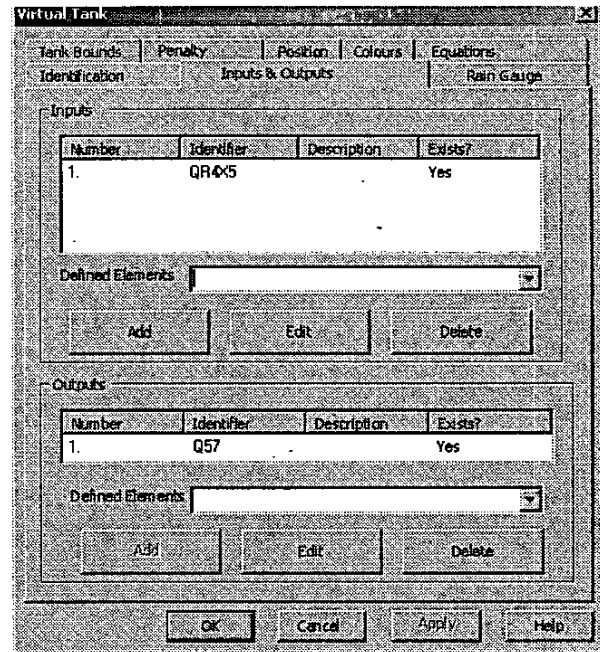 Virtual Tank
Tank Bounds Penalty Position Colours Equations
Identification Inputs & Outputs Rain Gauge
Inputs
Number Identifier Description Exists?
1. QR4X5 Yes
Defined Elements
Add Edit Delete
Outputs
Number Identifier Description Exists?
1. Q57 Yes
Defined Elements
Add Edit Delete
OK Cancel Apply Help